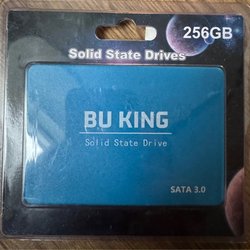 Solid State Drives
256GB
BU KING
Solid State Drive
SATA 3.0